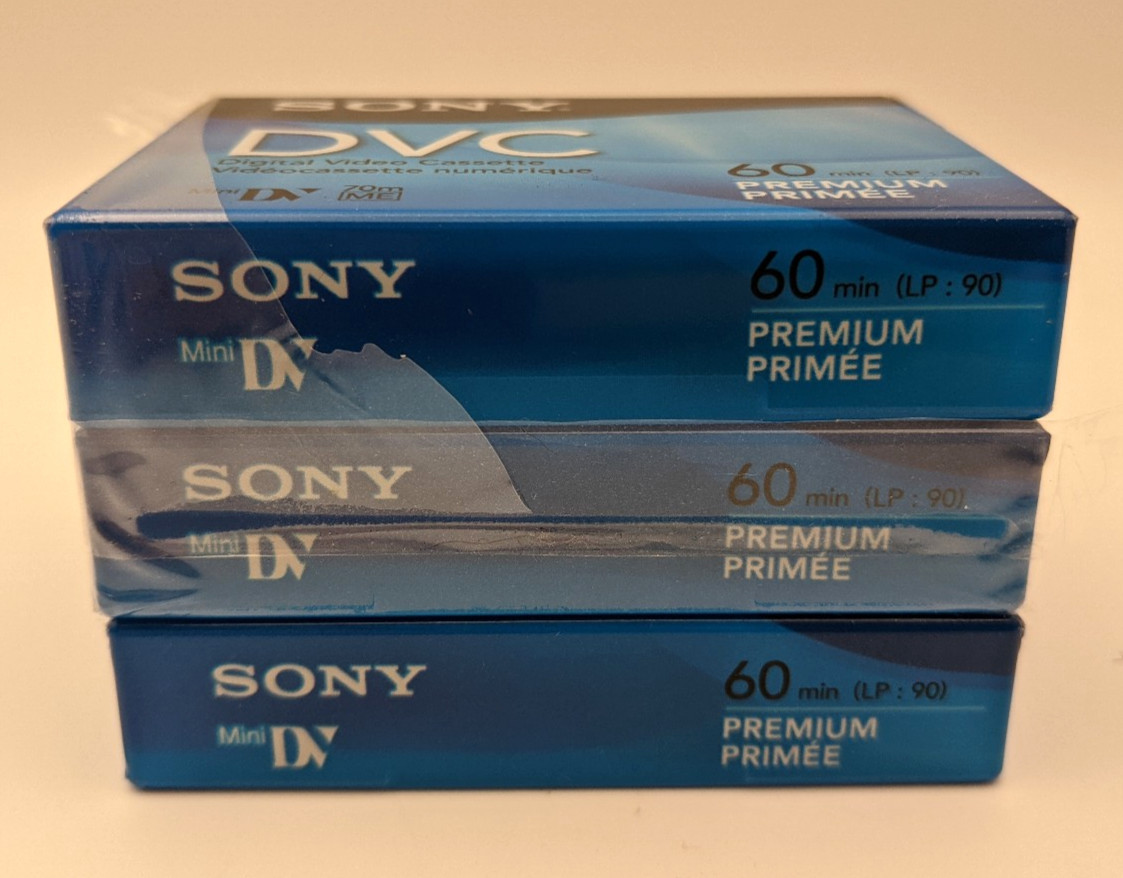 SONY
DVC
Digital Video Cassette
Vidéocassette numérique
Mini DV 70m ME
60 min (LP : 90)
PREMIUM
PRIMÉE
SONY
Mini DV
60 min (LP : 90)
PREMIUM
PRIMÉE
SONY
Mini DV
60 min (LP : 90)
PREMIUM
PRIMÉE
SONY
Mini DV
60 min (LP : 90)
PREMIUM
PRIMÉE